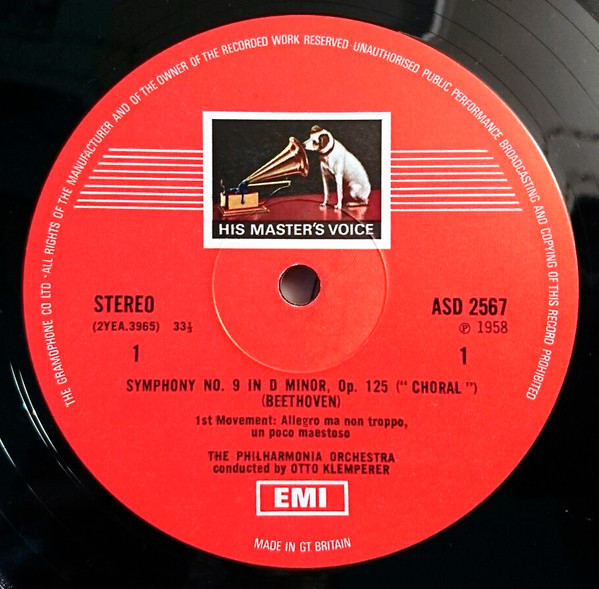 THE GRAMOPHONE CO LTD · ALL RIGHTS OF THE MANUFACTURER AND OF THE OWNER OF THE RECORDED WORK RESERVED · UNAUTHORISED PUBLIC PERFORMANCE BROADCASTING AND COPYING OF THIS RECORD PROHIBITED
HIS MASTER'S VOICE
STEREO ASD 2567
(2YEA.3965) 33⅓ ℗ 1958
1 1
SYMPHONY NO. 9 IN D MINOR, Op. 125 (“ CHORAL ”)
(BEETHOVEN)
1st Movement: Allegro ma non troppo,
un poco maestoso
THE PHILHARMONIA ORCHESTRA
conducted by OTTO KLEMPERER
EMI
MADE IN GT BRITAIN